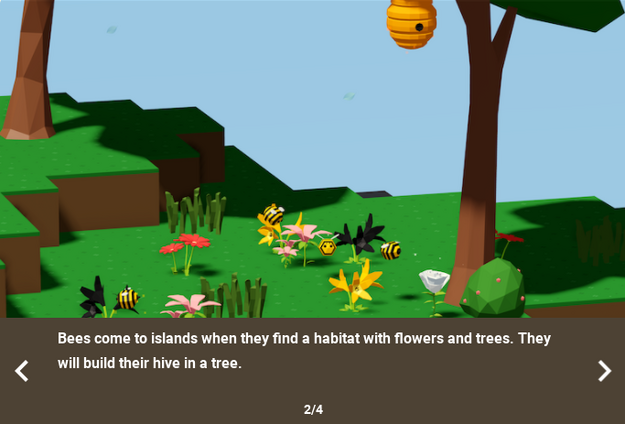 Bees come to islands when they find a habitat with flowers and trees. They
will build their hive in a tree.
2/4